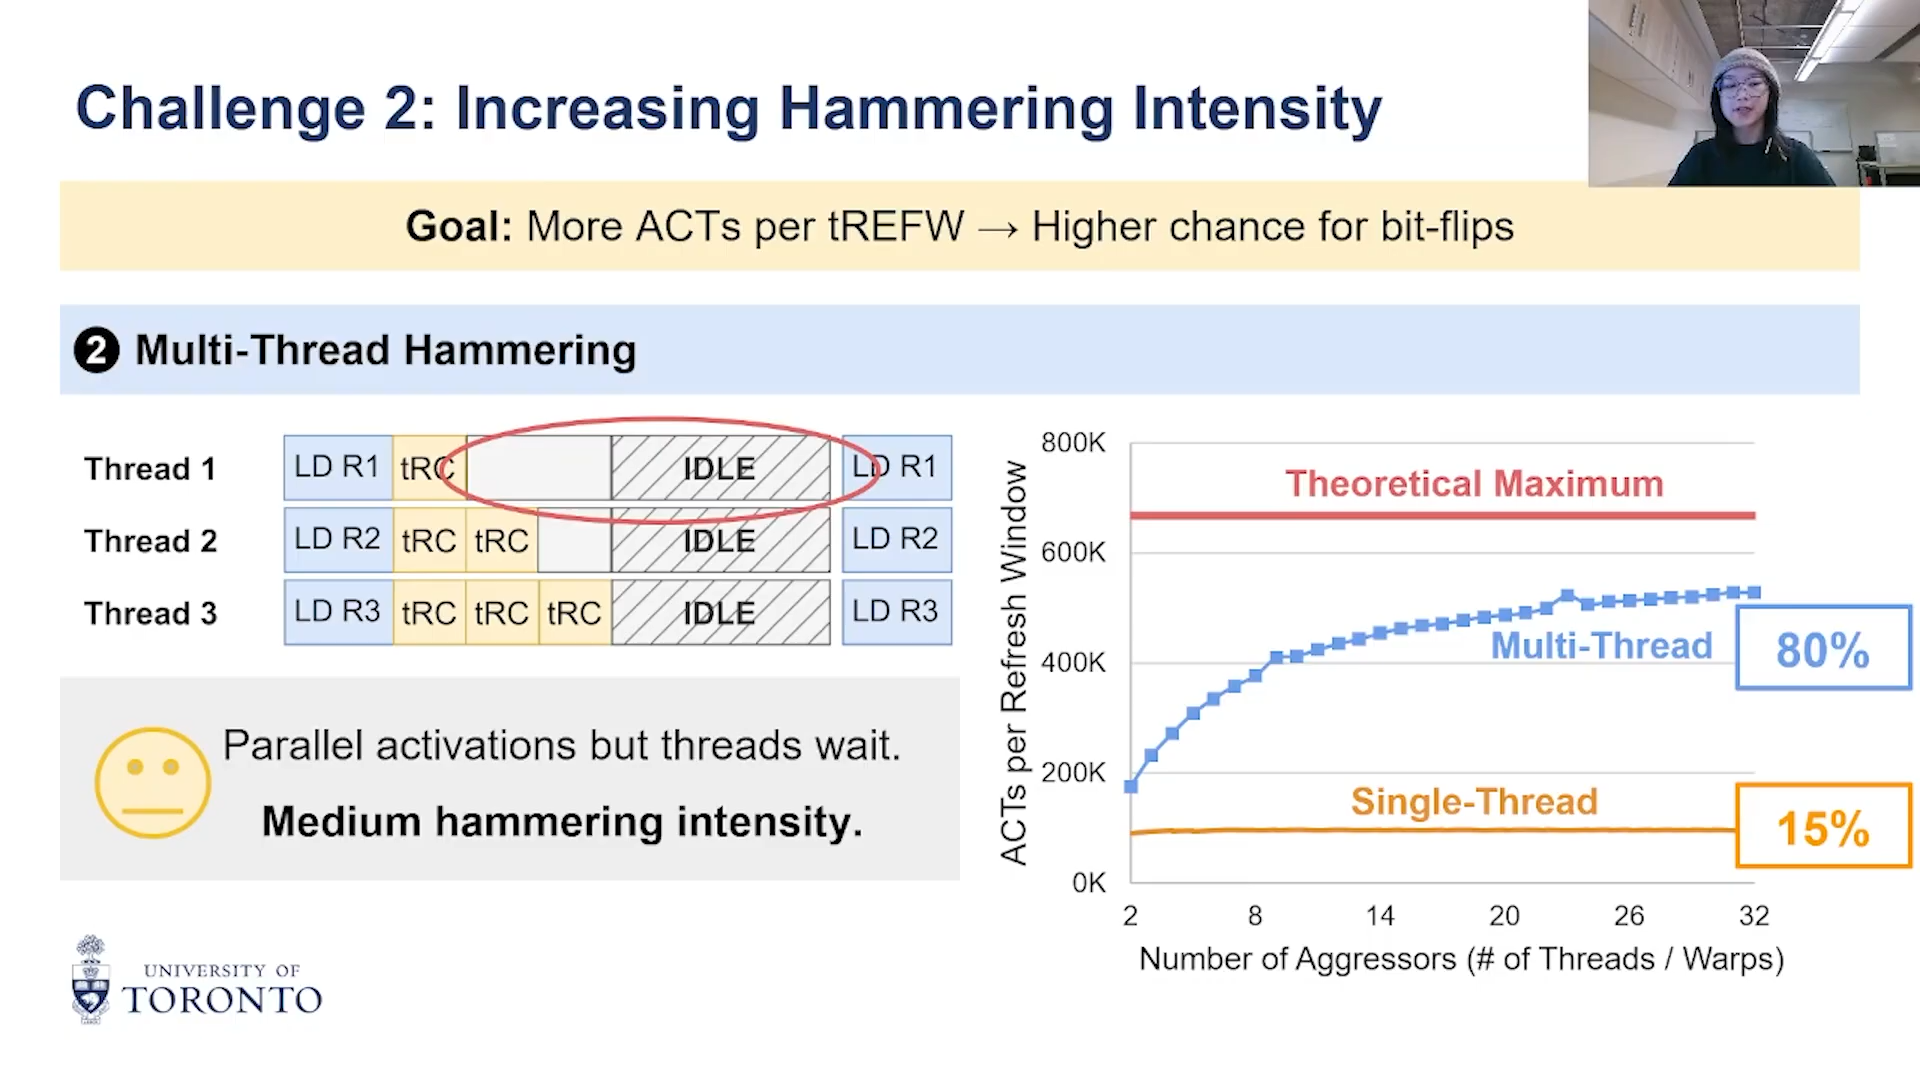 Challenge 2: Increasing Hammering Intensity
Goal: More ACTs per tREFW → Higher chance for bit-flips
2 Multi-Thread Hammering
Thread 1 LD R1 tRC IDLE LD R1
Thread 2 LD R2 tRC tRC IDLE LD R2
Thread 3 LD R3 tRC tRC tRC IDLE LD R3
Parallel activations but threads wait.
Medium hammering intensity.
ACTs per Refresh Window
800K
600K
400K
200K
0K
Theoretical Maximum
Multi-Thread
80%
Single-Thread
15%
2 8 14 20 26 32
Number of Aggressors (# of Threads / Warps)
UNIVERSITY OF
TORONTO